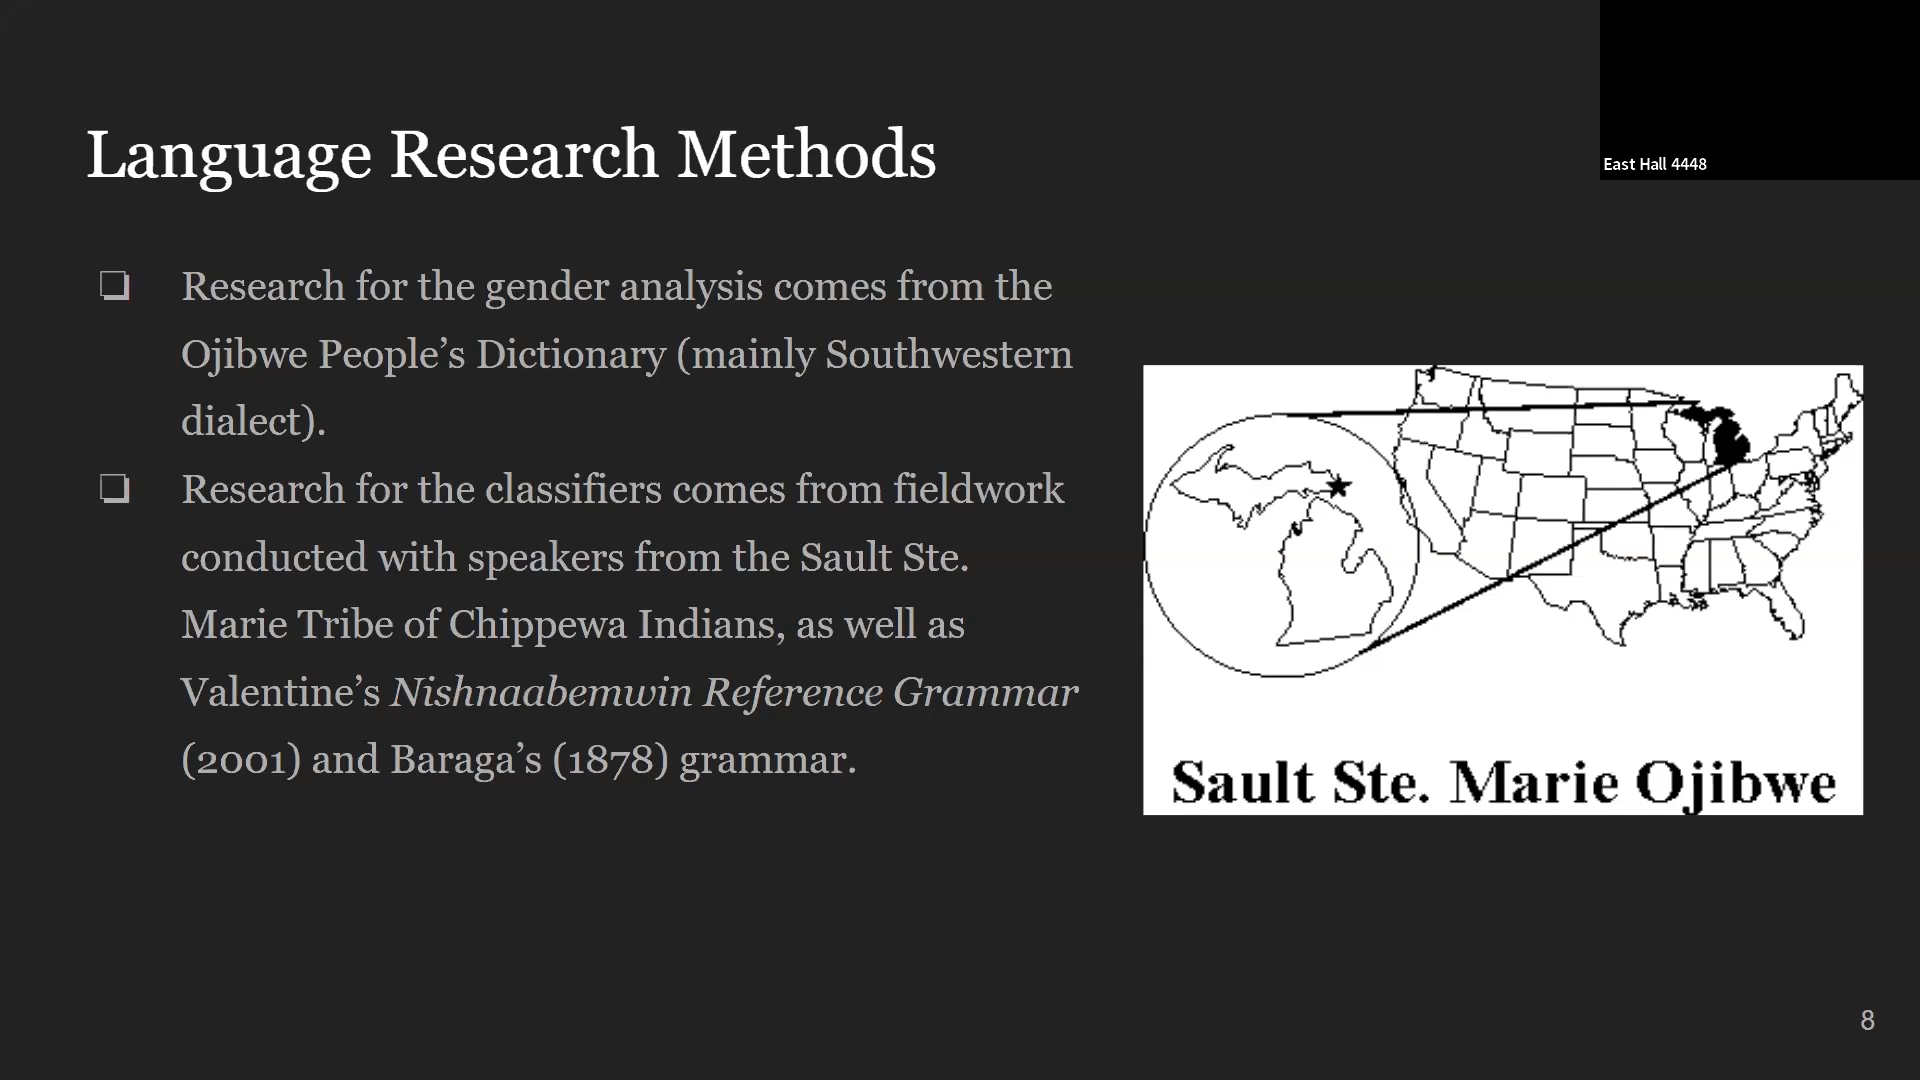 East Hall 4448
Language Research Methods
❏ Research for the gender analysis comes from the
Ojibwe People’s Dictionary (mainly Southwestern
dialect).
❏ Research for the classifiers comes from fieldwork
conducted with speakers from the Sault Ste.
Marie Tribe of Chippewa Indians, as well as
Valentine’s Nishnaabemwin Reference Grammar
(2001) and Baraga’s (1878) grammar.
Sault Ste. Marie Ojibwe
8